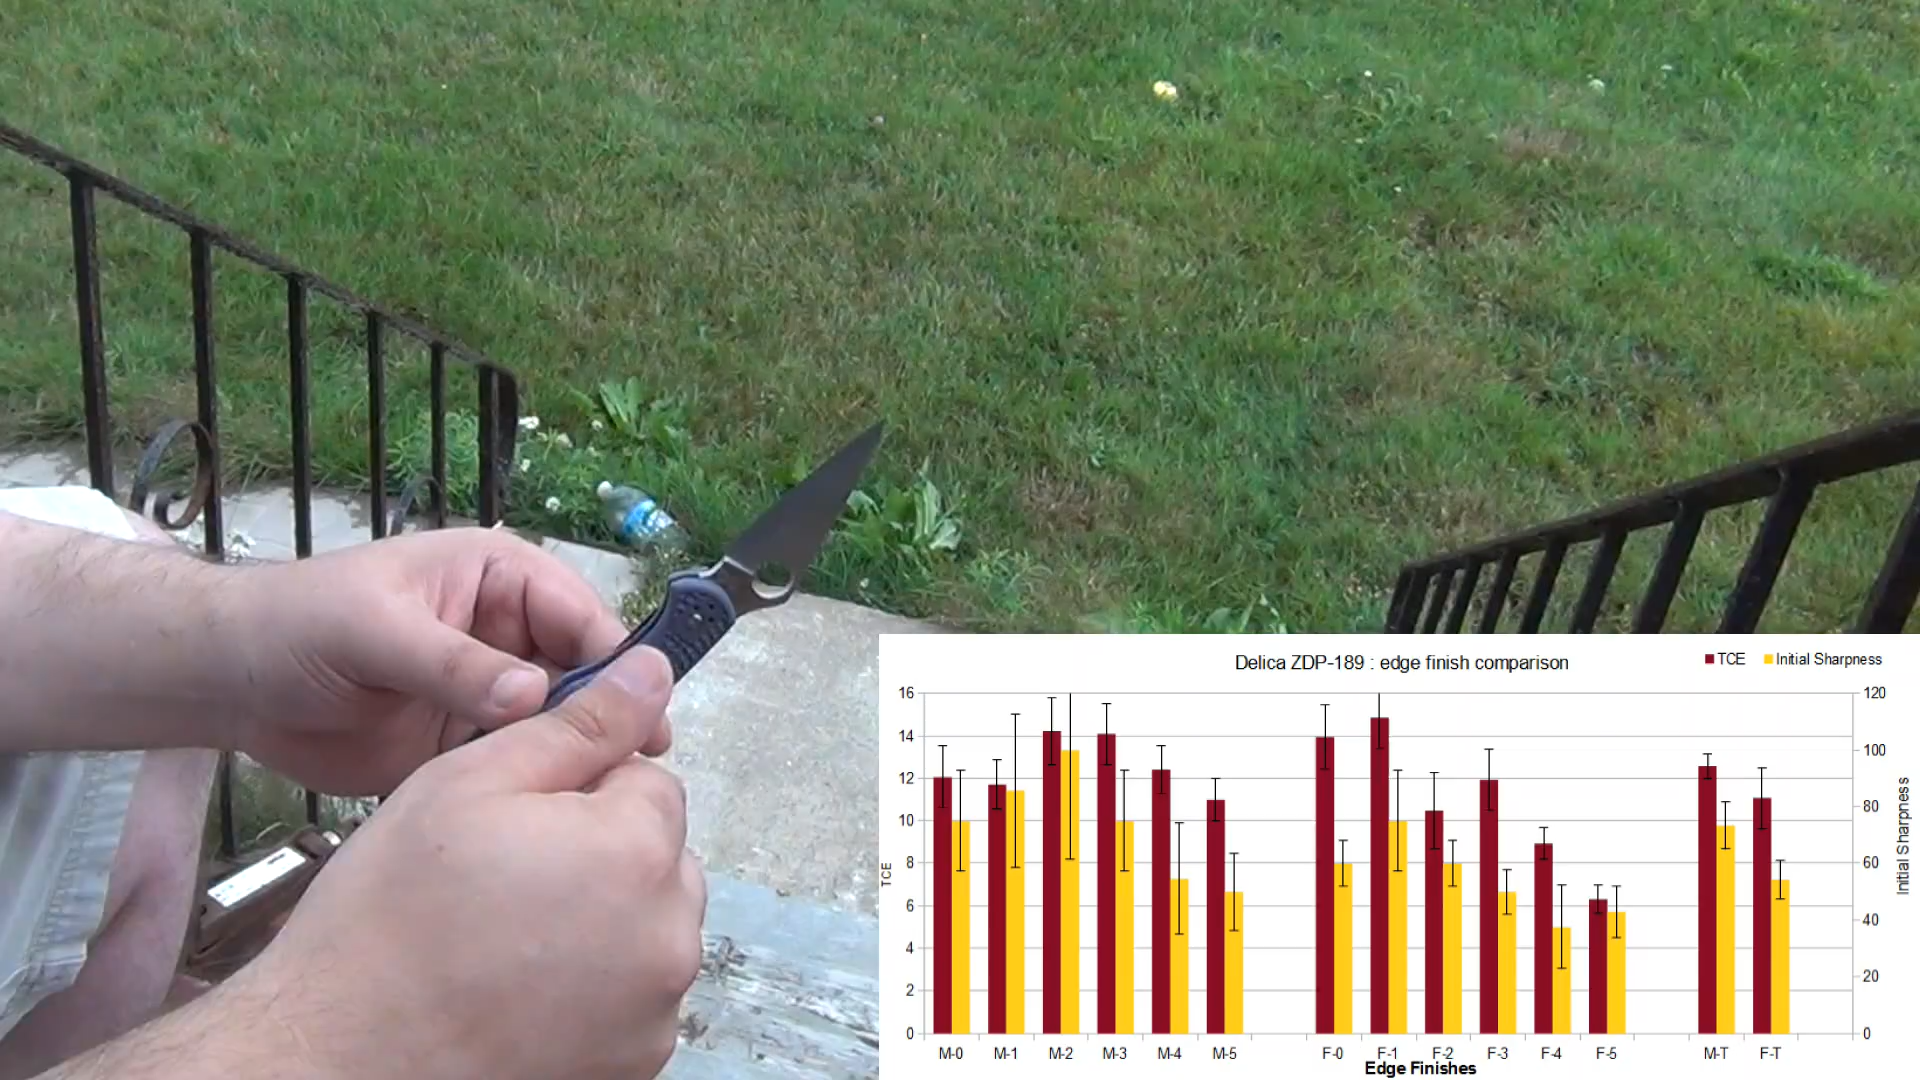 Delica ZDP-189 : edge finish comparison
TCE
Initial Sharpness
16
14
12
10
8
6
4
2
0
TCE
120
100
80
60
40
20
0
Initial Sharpness
M-0 M-1 M-2 M-3 M-4 M-5 F-0 F-1 F-2 F-3 F-4 F-5 M-T F-T
Edge Finishes